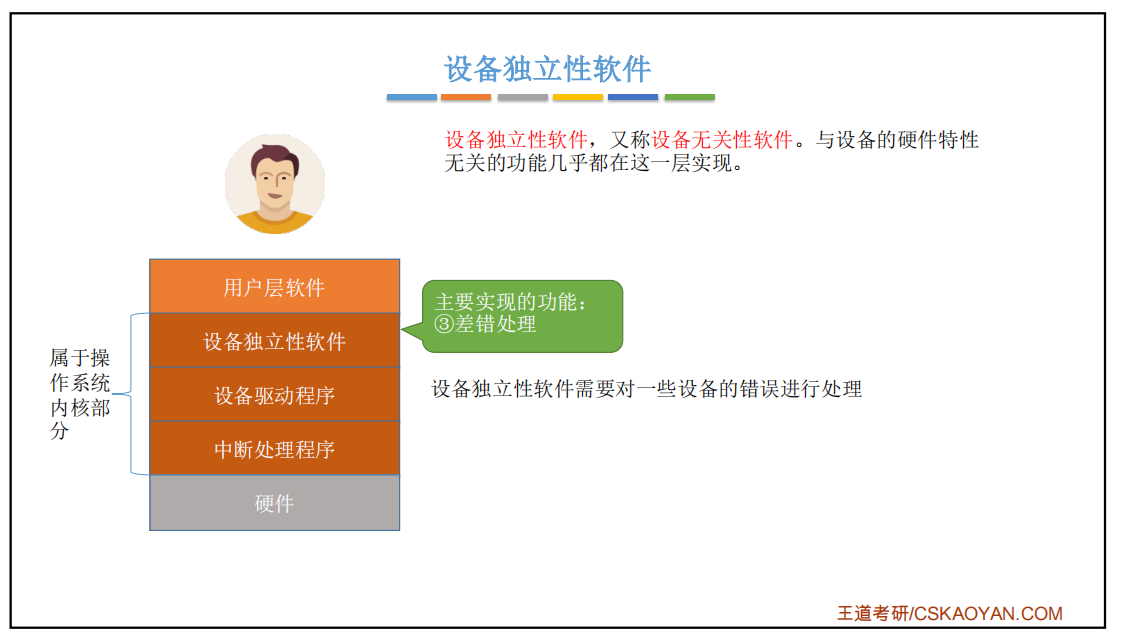 设备独立性软件
设备独立性软件，又称设备无关性软件。与设备的硬件特性
无关的功能几乎都在这一层实现。
用户层软件
主要实现的功能：
③差错处理
设备独立性软件
属于操
作系统
内核部
分
设备驱动程序
设备独立性软件需要对一些设备的错误进行处理
中断处理程序
硬件
王道考研/CSKAOYAN.COM